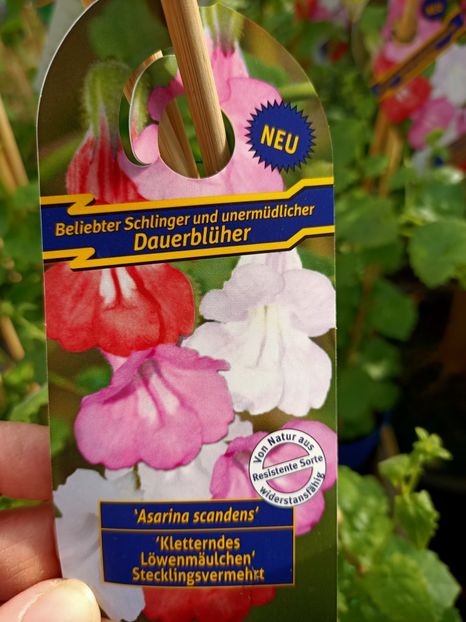 NEU
Beliebter Schlinger und unermüdlicher
Dauerblüher
Von Natur aus
Resistente Sorte
widerstandsfähig
'Asarina scandens'
'Kletterndes
Löwenmäulchen'
Stecklingsvermehrt